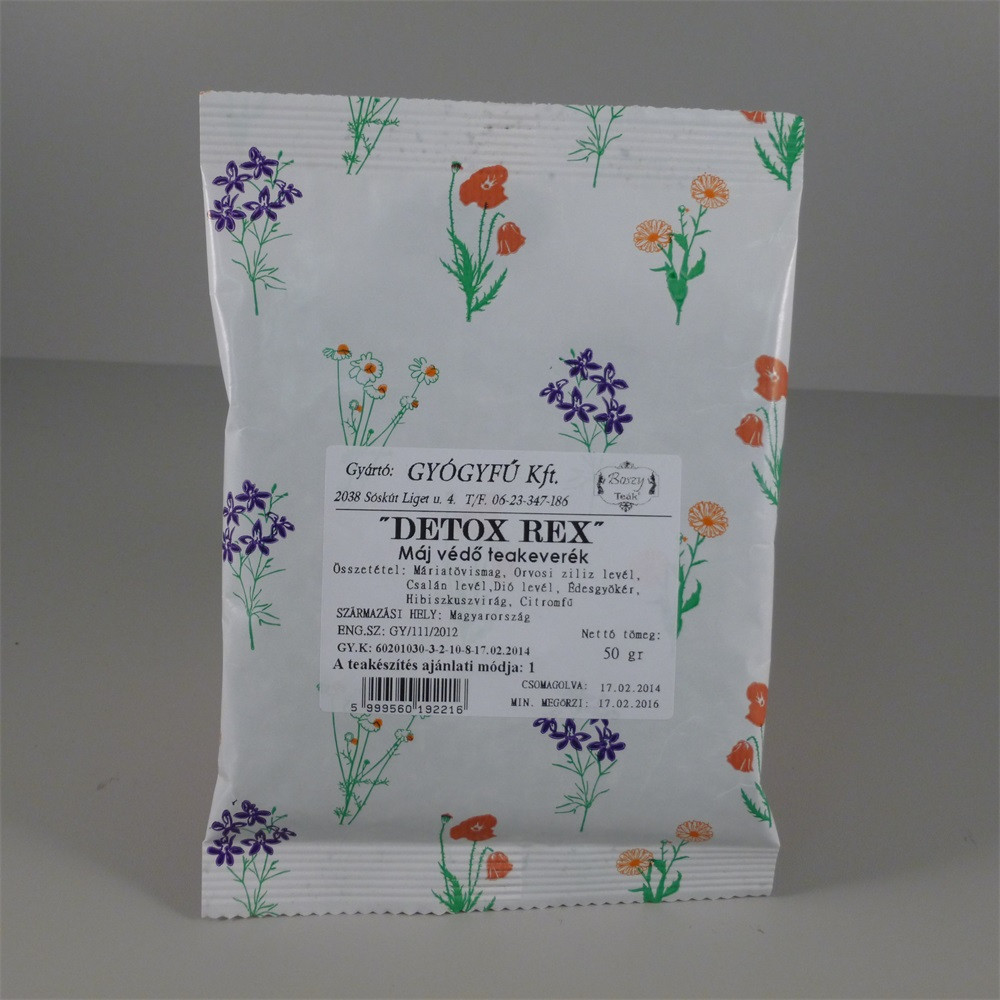 Gyártó: GYÓGYFŰ Kft.
Baszy
Teák
2038 Sóskút Liget u. 4. T/F. 06-23-347-186
"DETOX REX"
Máj védő teakeverék
Összetétel: Máriatövismag, Orvosi ziliz levél,
Csalán levél,Dió levél, Édesgyökér,
Hibiszkuszvirág, Citromfű
SZÁRMAZÁSI HELY: Magyarország
ENG.SZ: GY/111/2012
Nettó tömeg:
GY.K: 60201030-3-2-10-8-17.02.2014
50 gr
A teakészítés ajánlati módja: 1
CSOMAGOLVA: 17.02.2014
MIN. MEGŐRZI: 17.02.2016
5 999560 192216